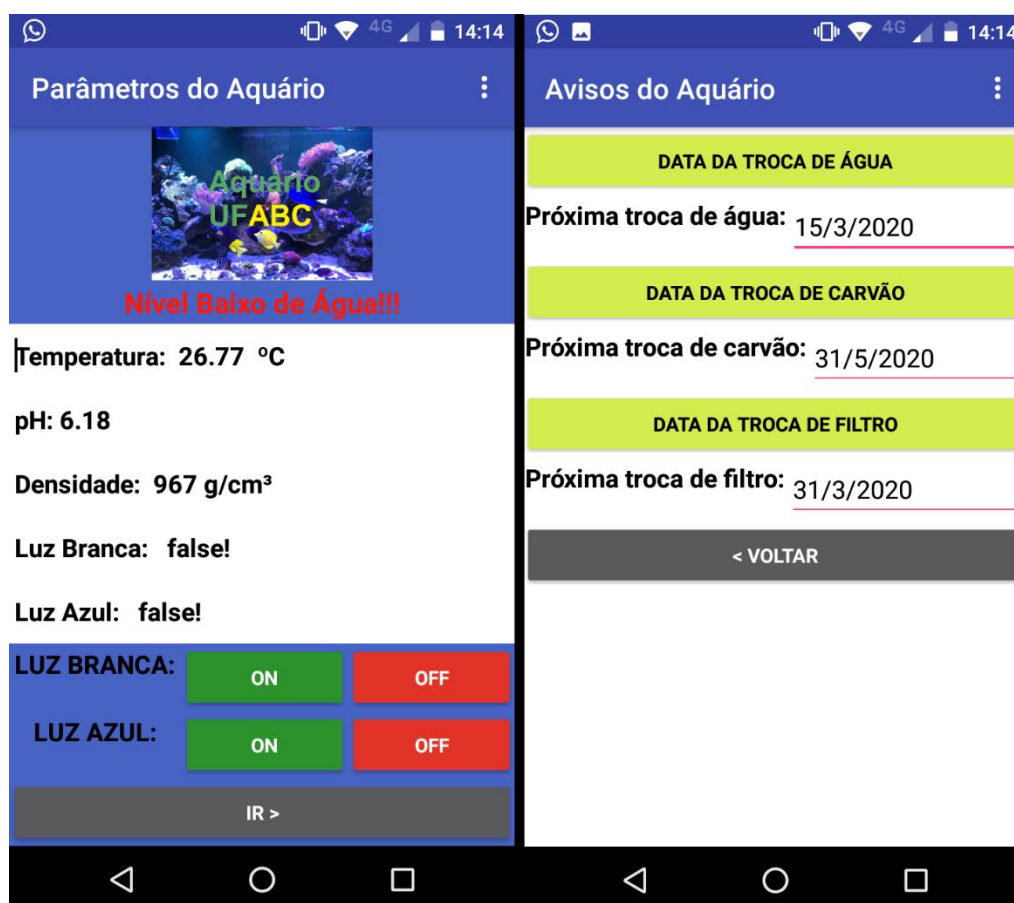 4G 14:14
Parâmetros do Aquário
Aquário
UFABC
Nível Baixo de Água!!!
Temperatura: 26.77 ºC
pH: 6.18
Densidade: 967 g/cm³
Luz Branca: false!
Luz Azul: false!
LUZ BRANCA: ON OFF
LUZ AZUL: ON OFF
IR >
4G 14:14
Avisos do Aquário
DATA DA TROCA DE ÁGUA
Próxima troca de água: 15/3/2020
DATA DA TROCA DE CARVÃO
Próxima troca de carvão: 31/5/2020
DATA DA TROCA DE FILTRO
Próxima troca de filtro: 31/3/2020
< VOLTAR